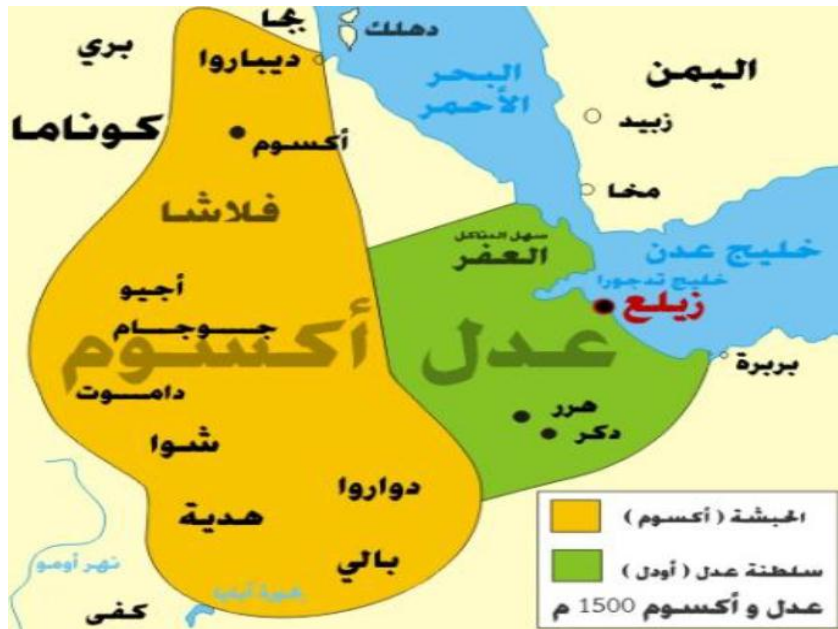 بجا
دهلك
بري
ديباروا
اليمن
البحر
الأحمر
كوناما
زبيد
أكسوم
مخا
فلاشا
سهل الدناكل
العفر
خليج عدن
خليج تدجورا
أجيو
زيلع
جوجام
عدل
أكسوم
بربرة
داموت
هرر
دكر
شوا
دواروا
هدية
بالي
الحبشة ( أكسوم )
نهر أومو
سلطنة عدل ( أودل )
كفى
عدل و أكسوم 1500 م